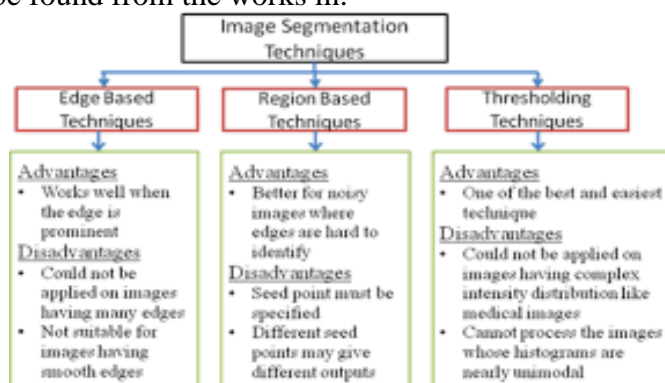 be found from the works in.
Image Segmentation
Techniques
Edge Based
Techniques
Region Based
Techniques
Thresholding
Techniques
Advantages
• Works well when
the edge is
prominent
Disadvantages
• Could not be
applied on images
having many edges
• Not suitable for
images having
smooth edges
Advantages
• Better for noisy
images where
edges are hard to
identify
Disadvantages
• Seed point must be
specified
• Different seed
points may give
different outputs
Advantages
• One of the best and easiest
technique
Disadvantages
• Could not be applied on
images having complex
intensity distribution like
medical images
• Cannot process the images
whose histograms are
nearly unimodal